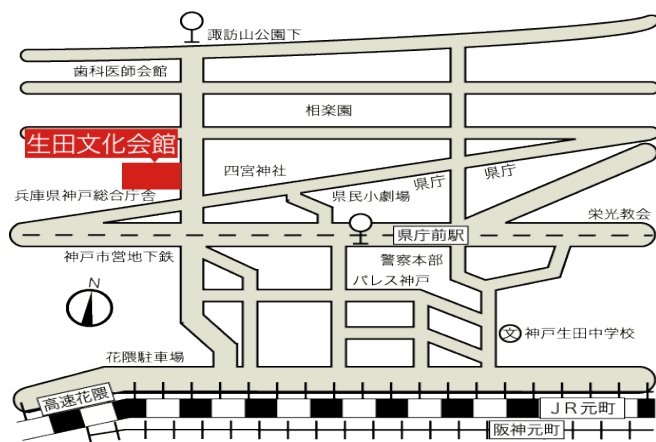 諏訪山公園下
歯科医師会館
相楽園
生田文化会館
四宮神社
県庁
県庁
兵庫県神戸総合庁舎
県民小劇場
栄光教会
県庁前駅
神戸市営地下鉄
警察本部
パレス神戸
N
文
神戸生田中学校
花隈駐車場
高速花隈
JR元町
阪神元町